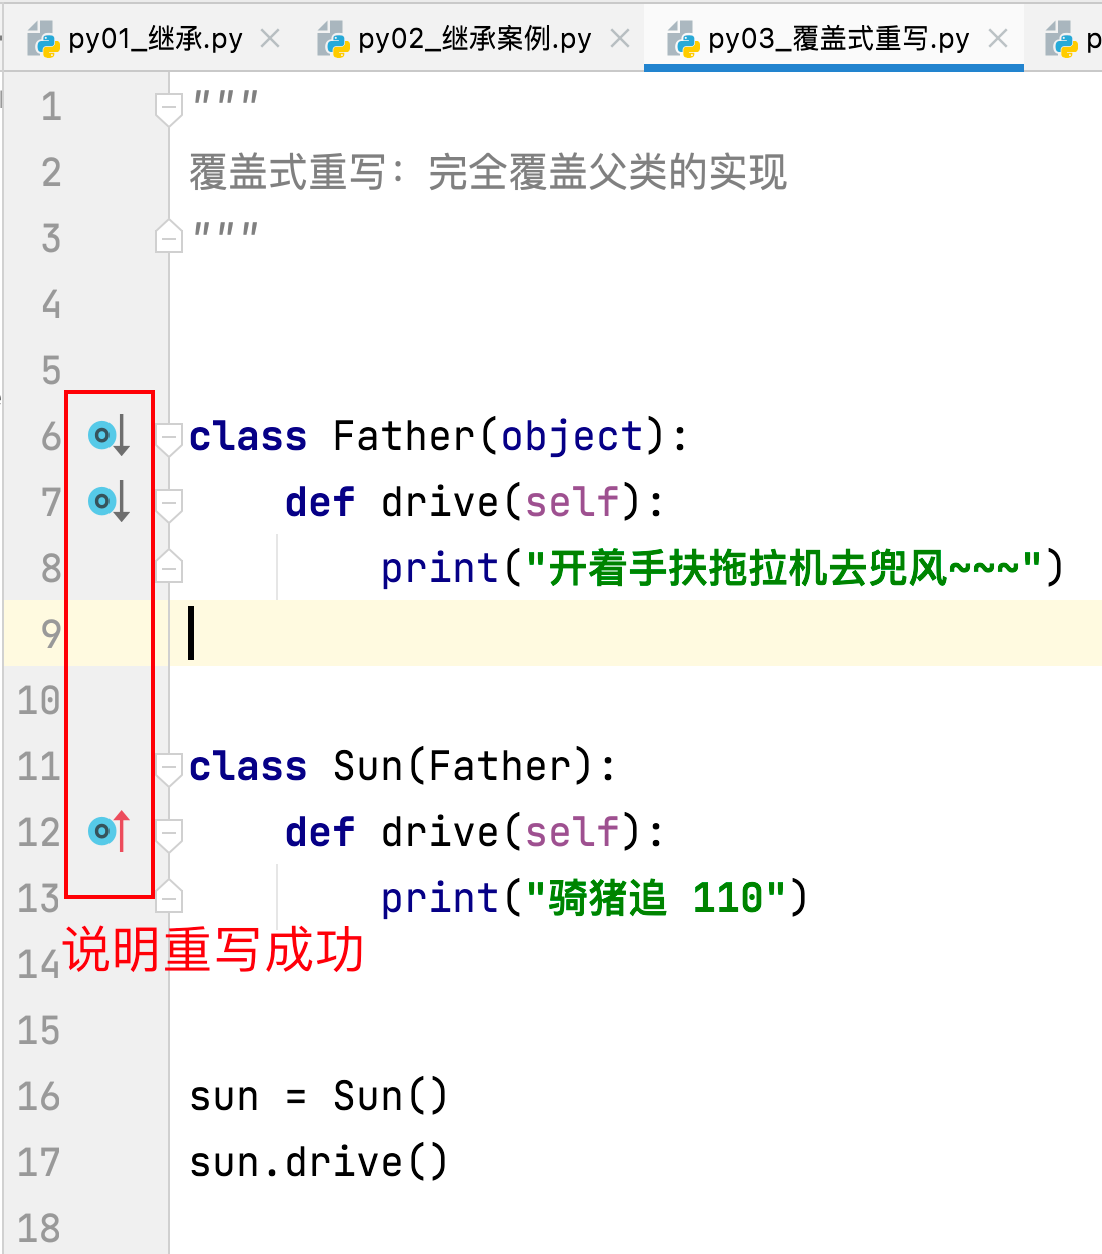 py01_继承.py py02_继承案例.py py03_覆盖式重写.py p
1 """
2 覆盖式重写：完全覆盖父类的实现
3 """
4
5
6 class Father(object):
7 def drive(self):
8 print("开着手扶拖拉机去兜风~~~")
9
10
11 class Sun(Father):
12 def drive(self):
13 print("骑猪追 110")
说明重写成功
14
15
16 sun = Sun()
17 sun.drive()
18